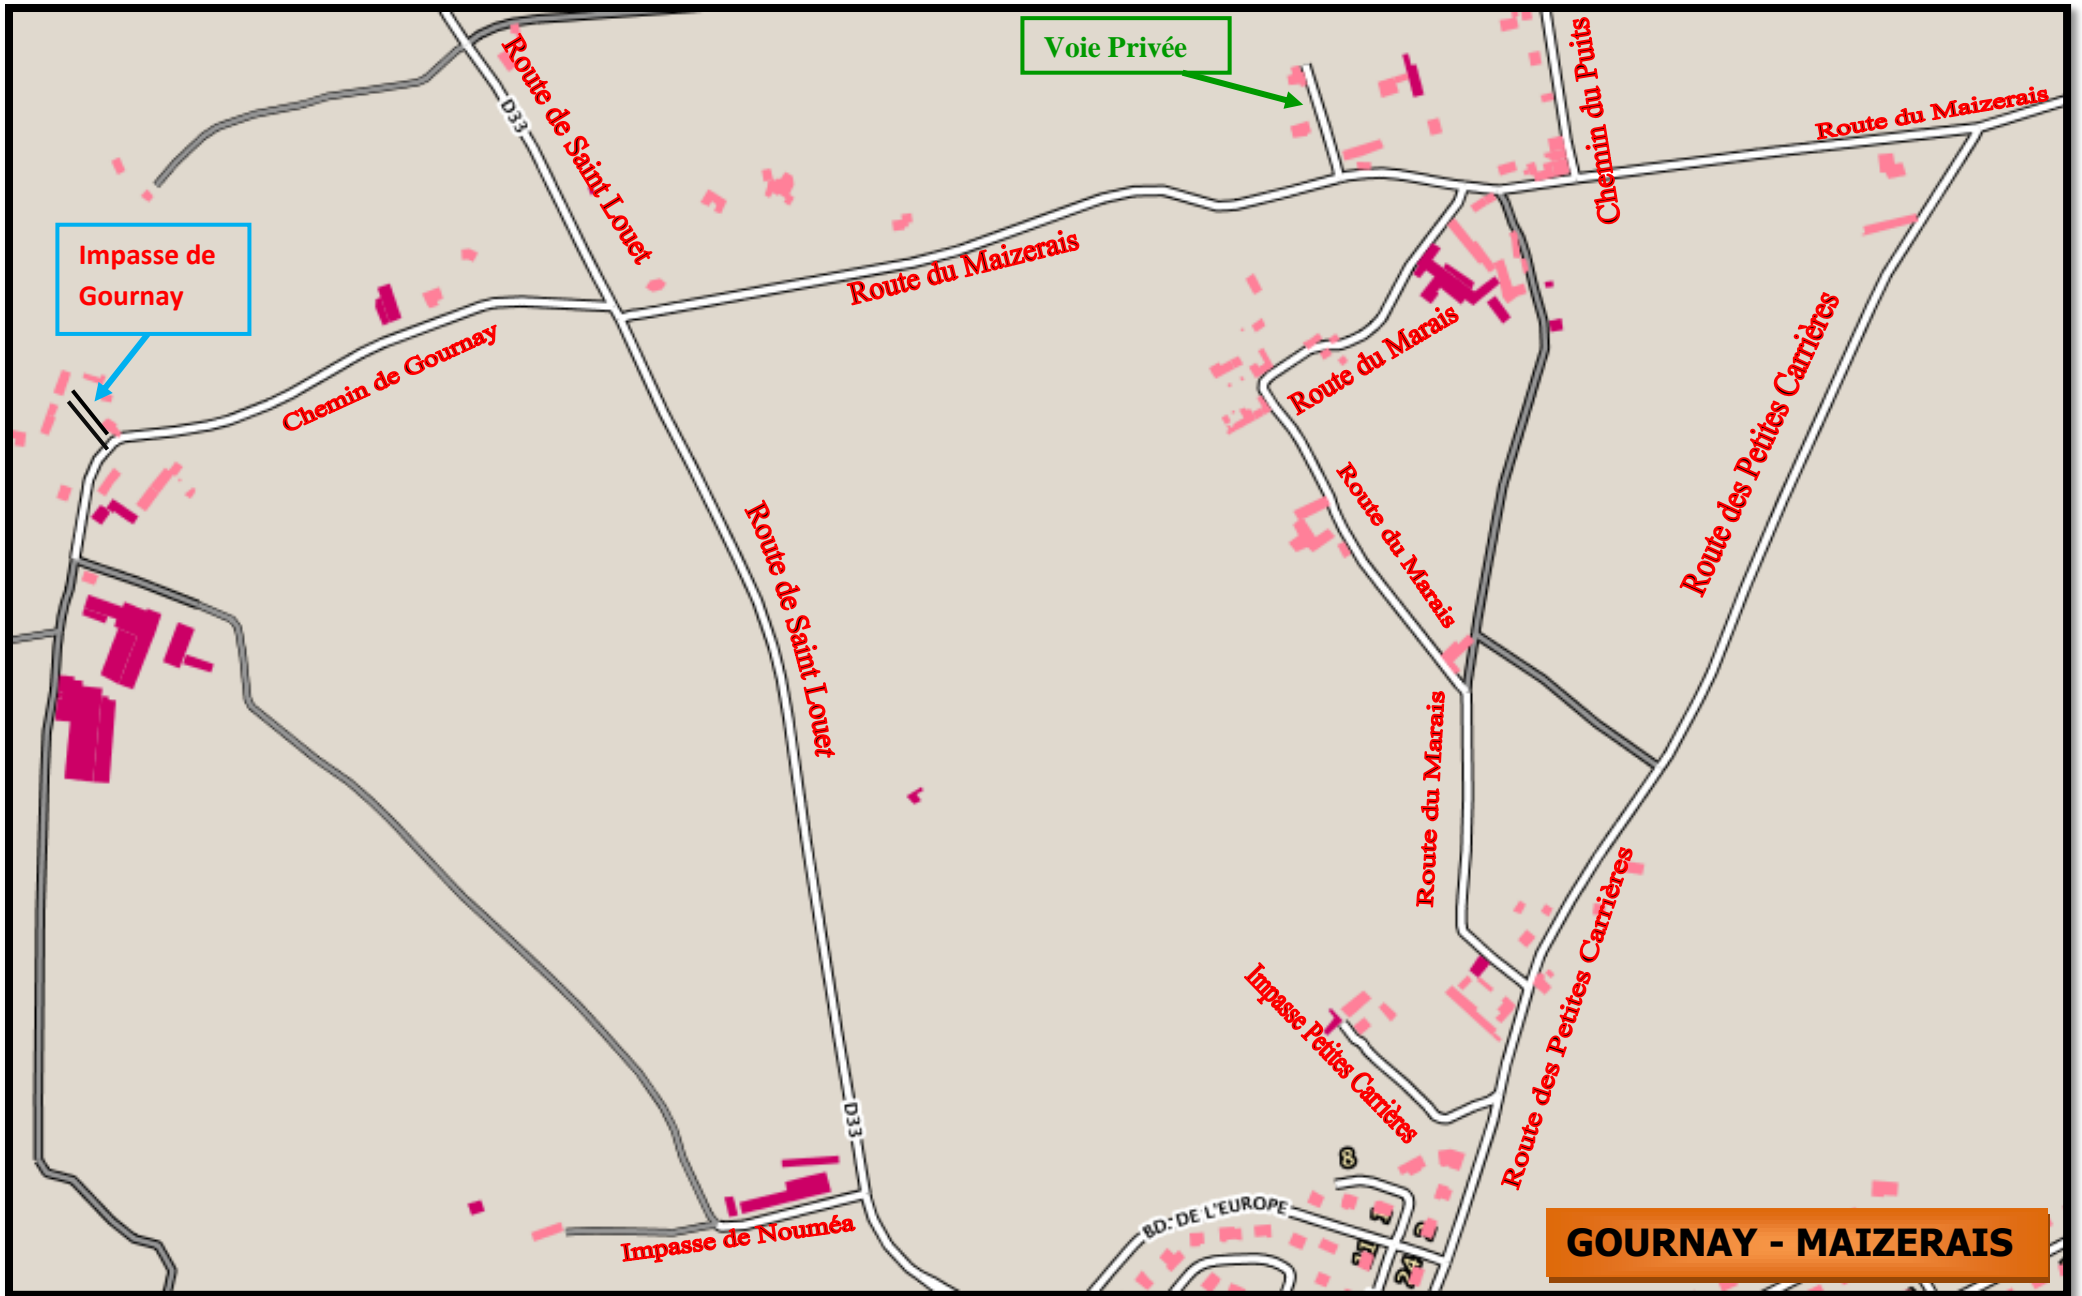 Voie Privée
Route de Saint Louet
D33
Chemin du Puits
Route du Maizerais
Impasse de
Gournay
Route du Maizerais
Chemin de Gournay
Route du Marais
Route des Petites Carrières
Route du Marais
Route de Saint Louet
Route du Marais
Route des Petites Carrières
Impasse Petites Carrières
D33
8
BD. DE L'EUROPE
Impasse de Nouméa
24
GOURNAY - MAIZERAIS